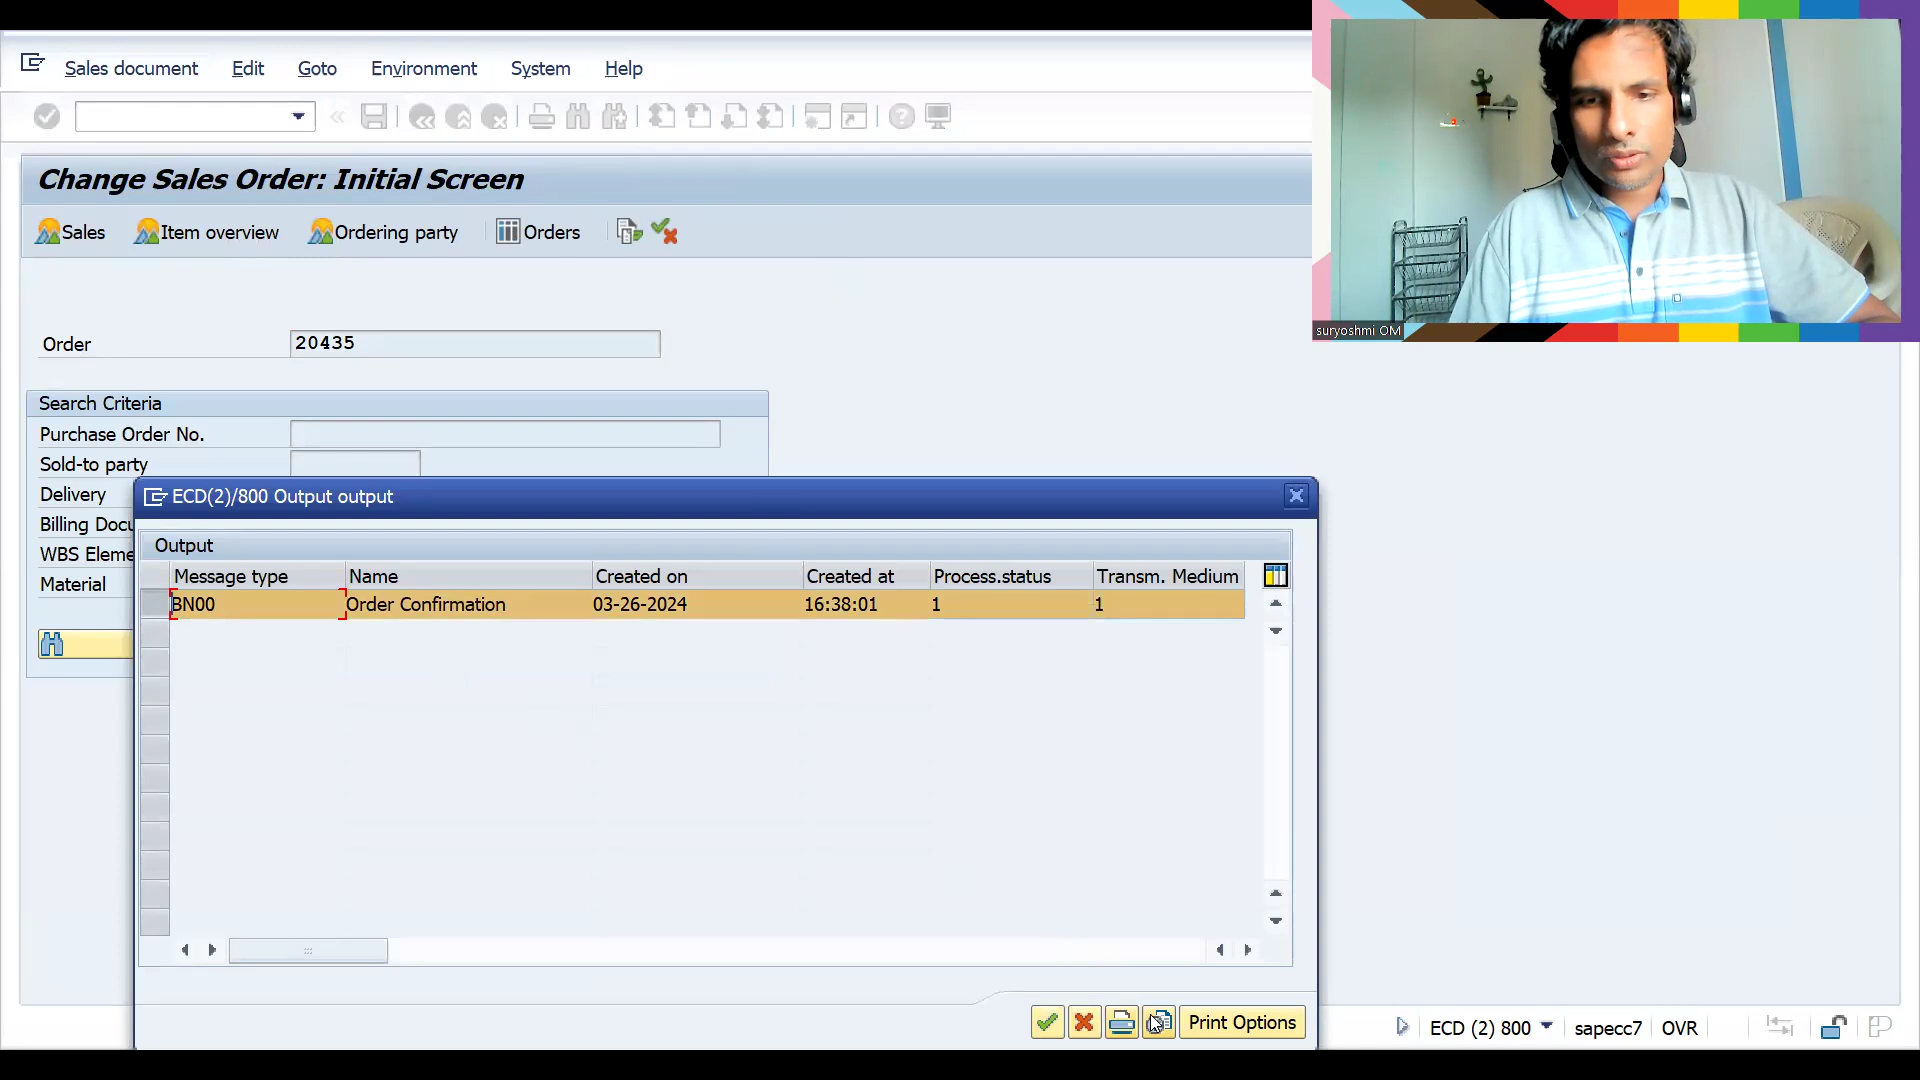 Sales document Edit Goto Environment System Help
Change Sales Order: Initial Screen
Sales Item overview Ordering party Orders
suryoshmi OM
Order 20435
Search Criteria
Purchase Order No.
Sold-to party
Delivery
Billing Docu
WBS Eleme
Material
ECD(2)/800 Output output
Output
Message type Name Created on Created at Process.status Transm. Medium
BN00 Order Confirmation 03-26-2024 16:38:01 1 1
Print Options
ECD (2) 800 sapecc7 OVR